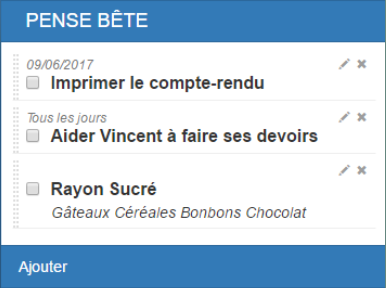 PENSE BÊTE
09/06/2017
Imprimer le compte-rendu
Tous les jours
Aider Vincent à faire ses devoirs
Rayon Sucré
Gâteaux Céréales Bonbons Chocolat
Ajouter